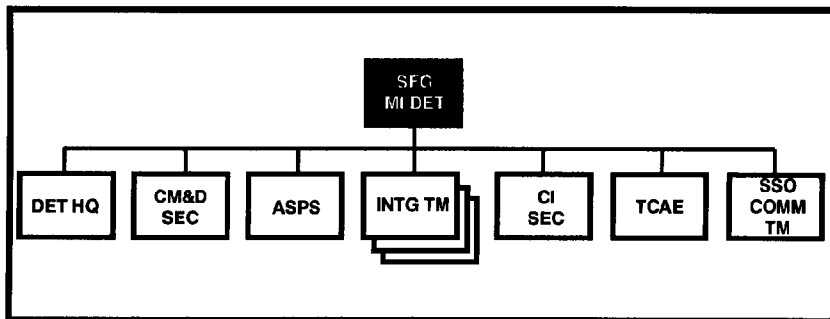 SFG
MI DET
DET HQ
CM&D
SEC
ASPS
INTG TM
CI
SEC
TCAE
SSO
COMM
TM